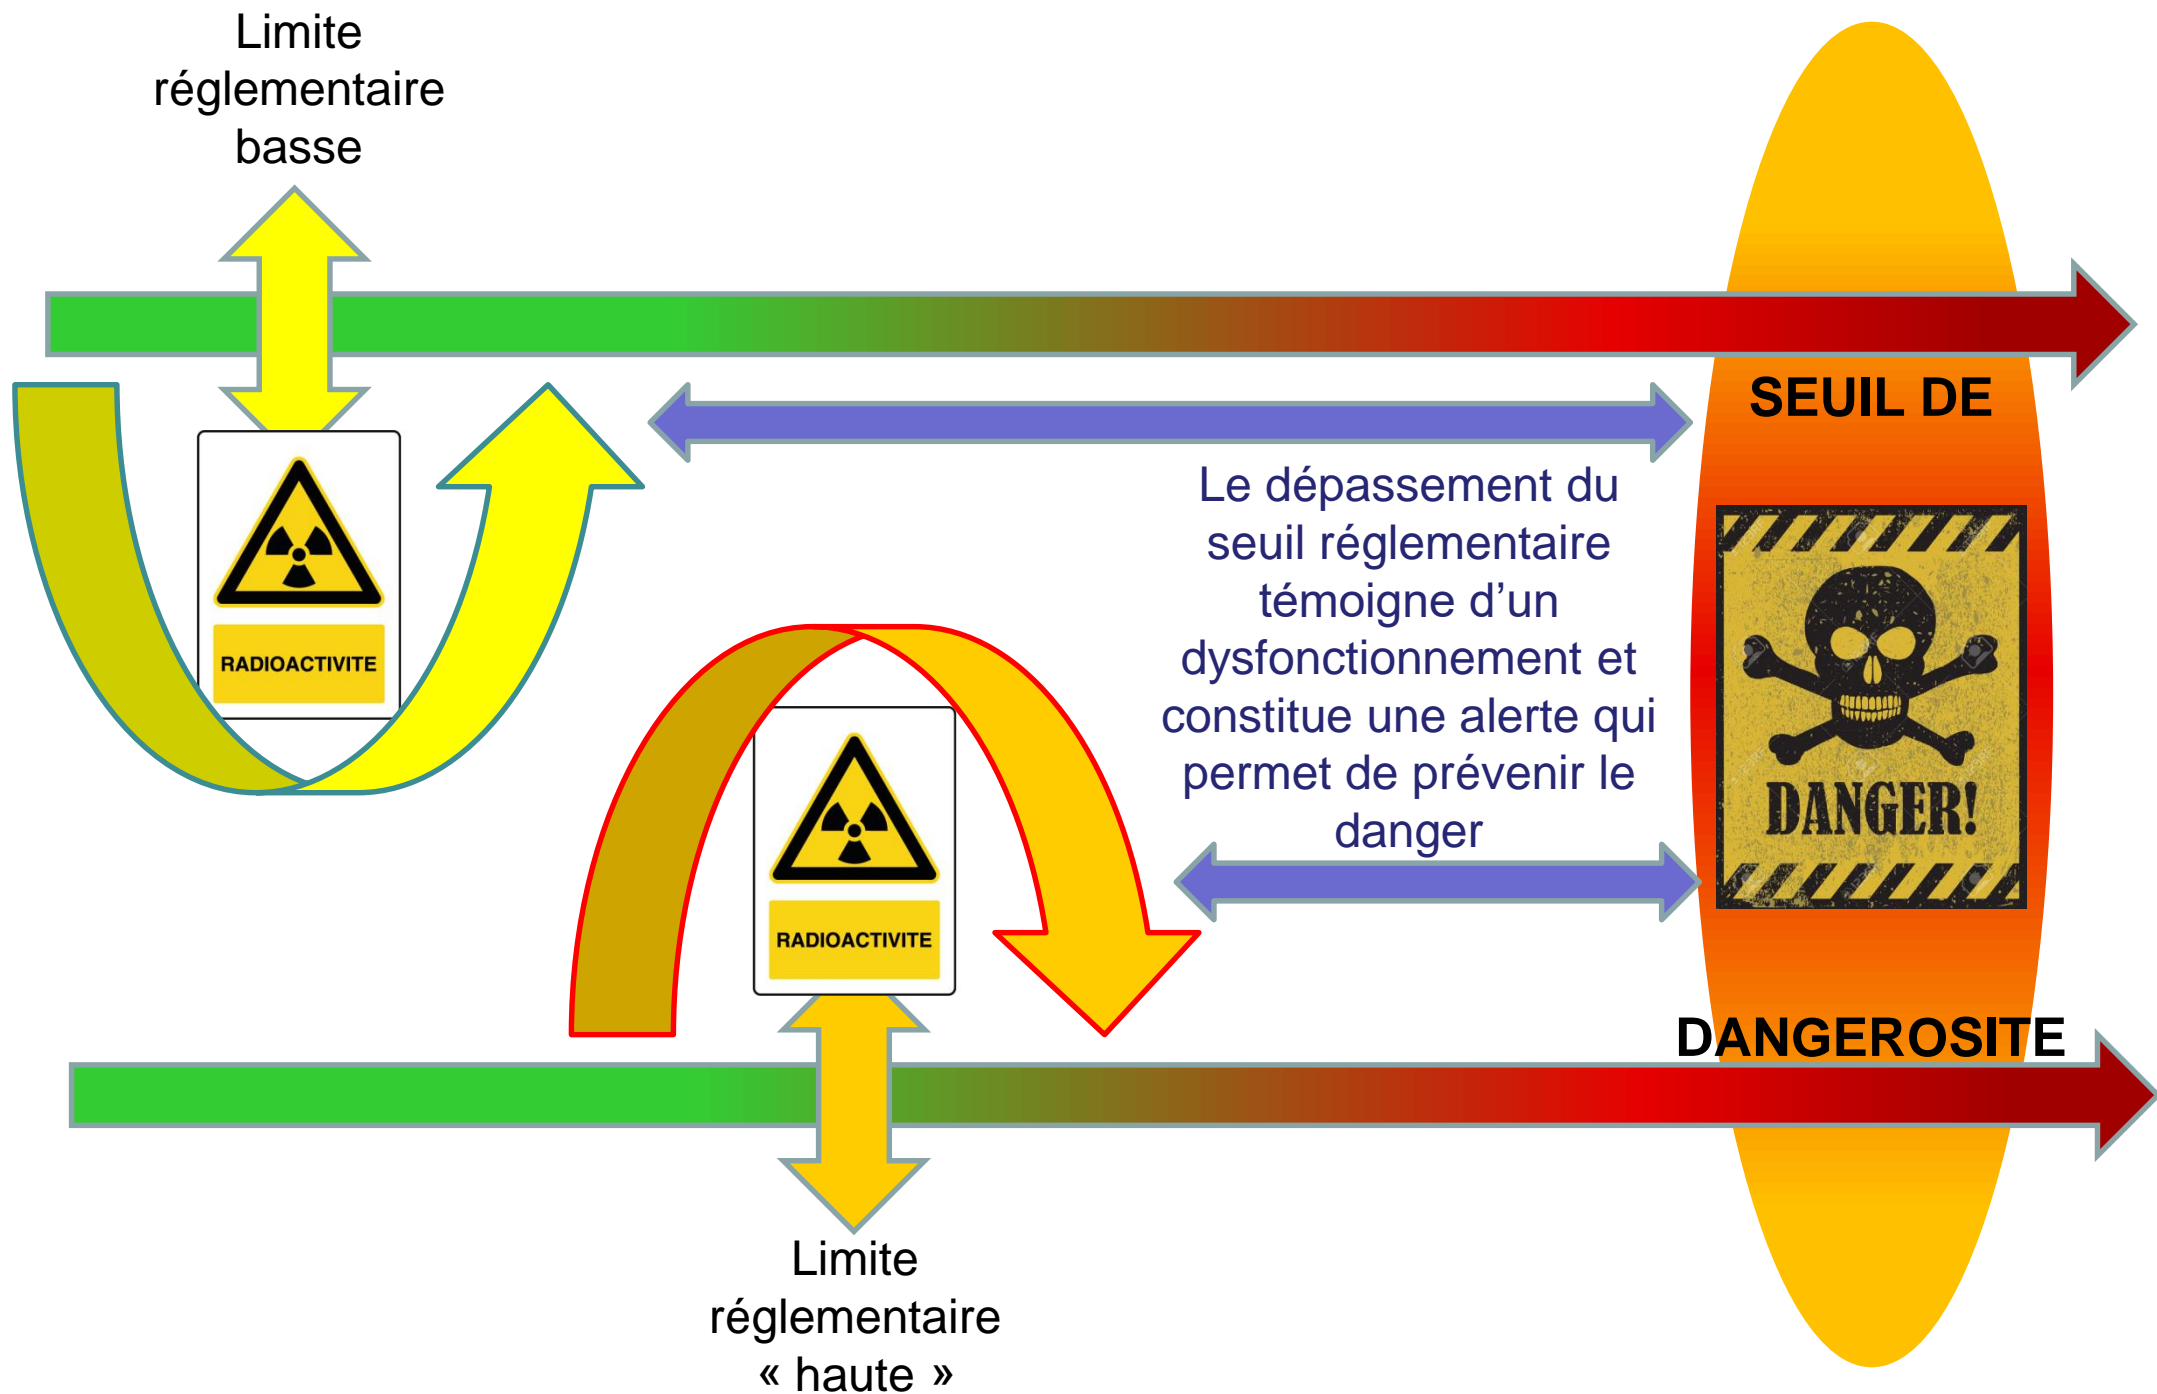 Limite
réglementaire
basse
SEUIL DE
Le dépassement du
seuil réglementaire
témoigne d’un
dysfonctionnement et
constitue une alerte qui
permet de prévenir le
danger
RADIOACTIVITE
DANGER!
RADIOACTIVITE
DANGEROSITE
Limite
réglementaire
« haute »